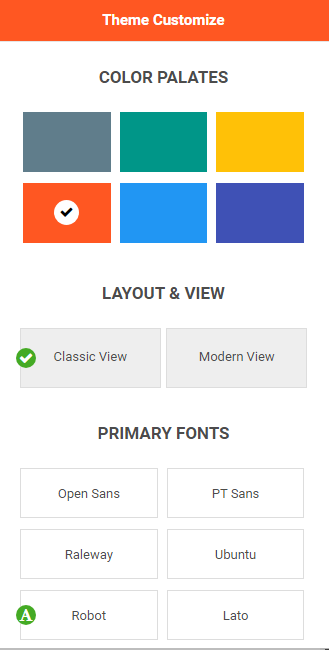 Theme Customize
COLOR PALATES
LAYOUT & VIEW
Classic View
Modern View
PRIMARY FONTS
Open Sans
PT Sans
Raleway
Ubuntu
A
Robot
Lato